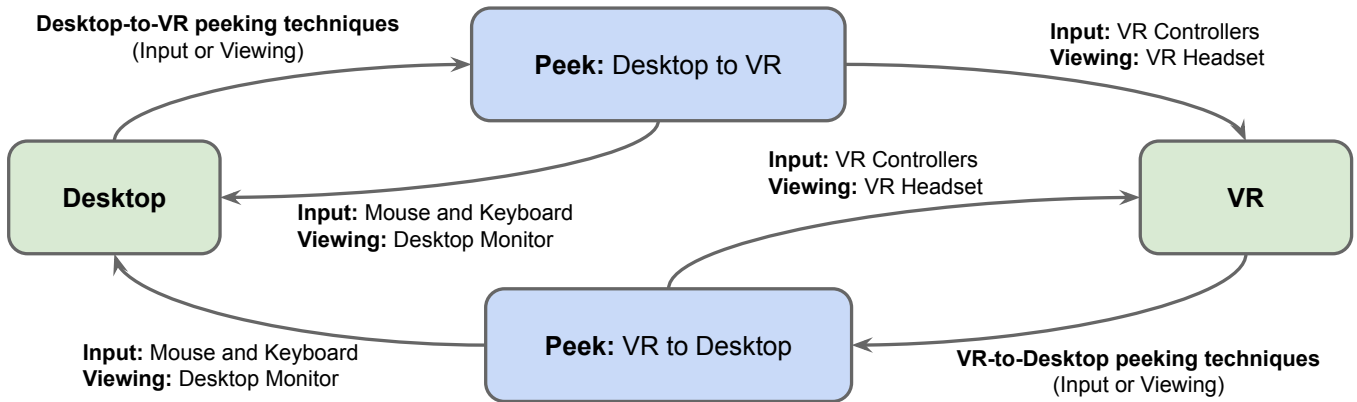 Desktop-to-VR peeking techniques
(Input or Viewing)
Peek: Desktop to VR
Input: VR Controllers
Viewing: VR Headset
Desktop
Input: Mouse and Keyboard
Viewing: Desktop Monitor
Input: VR Controllers
Viewing: VR Headset
VR
Input: Mouse and Keyboard
Viewing: Desktop Monitor
Peek: VR to Desktop
VR-to-Desktop peeking techniques
(Input or Viewing)